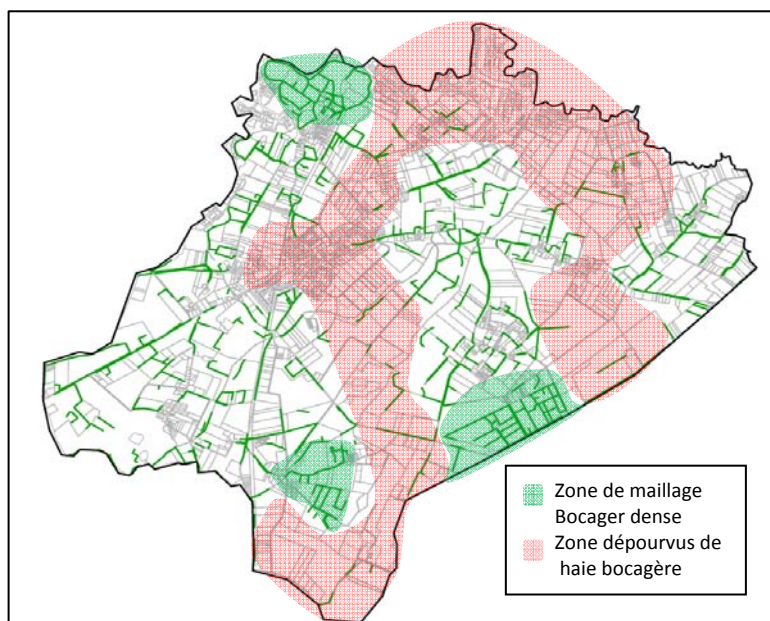 Zone de maillage
Bocager dense
Zone dépourvus de
haie bocagère